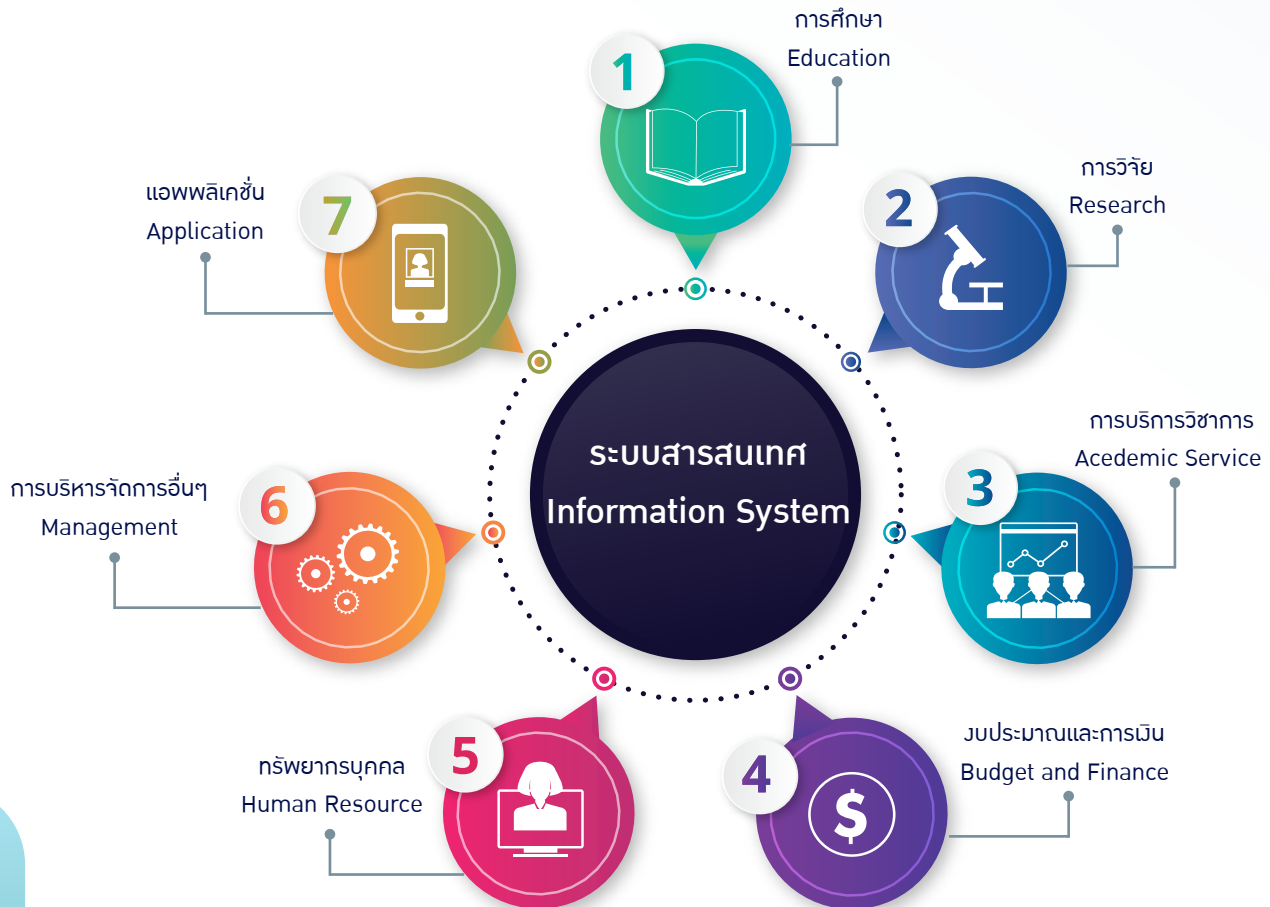 การศึกษา
Education
1
การวิจัย
Research
2
การบริการวิชาการ
Acedemic Service
3
งบประมาณและการเงิน
Budget and Finance
4
ทรัพยากรบุคคล
Human Resource
5
การบริหารจัดการอื่นๆ
Management
6
แอพพลิเคชั่น
Application
7
ระบบสารสนเทศ
Information System
$